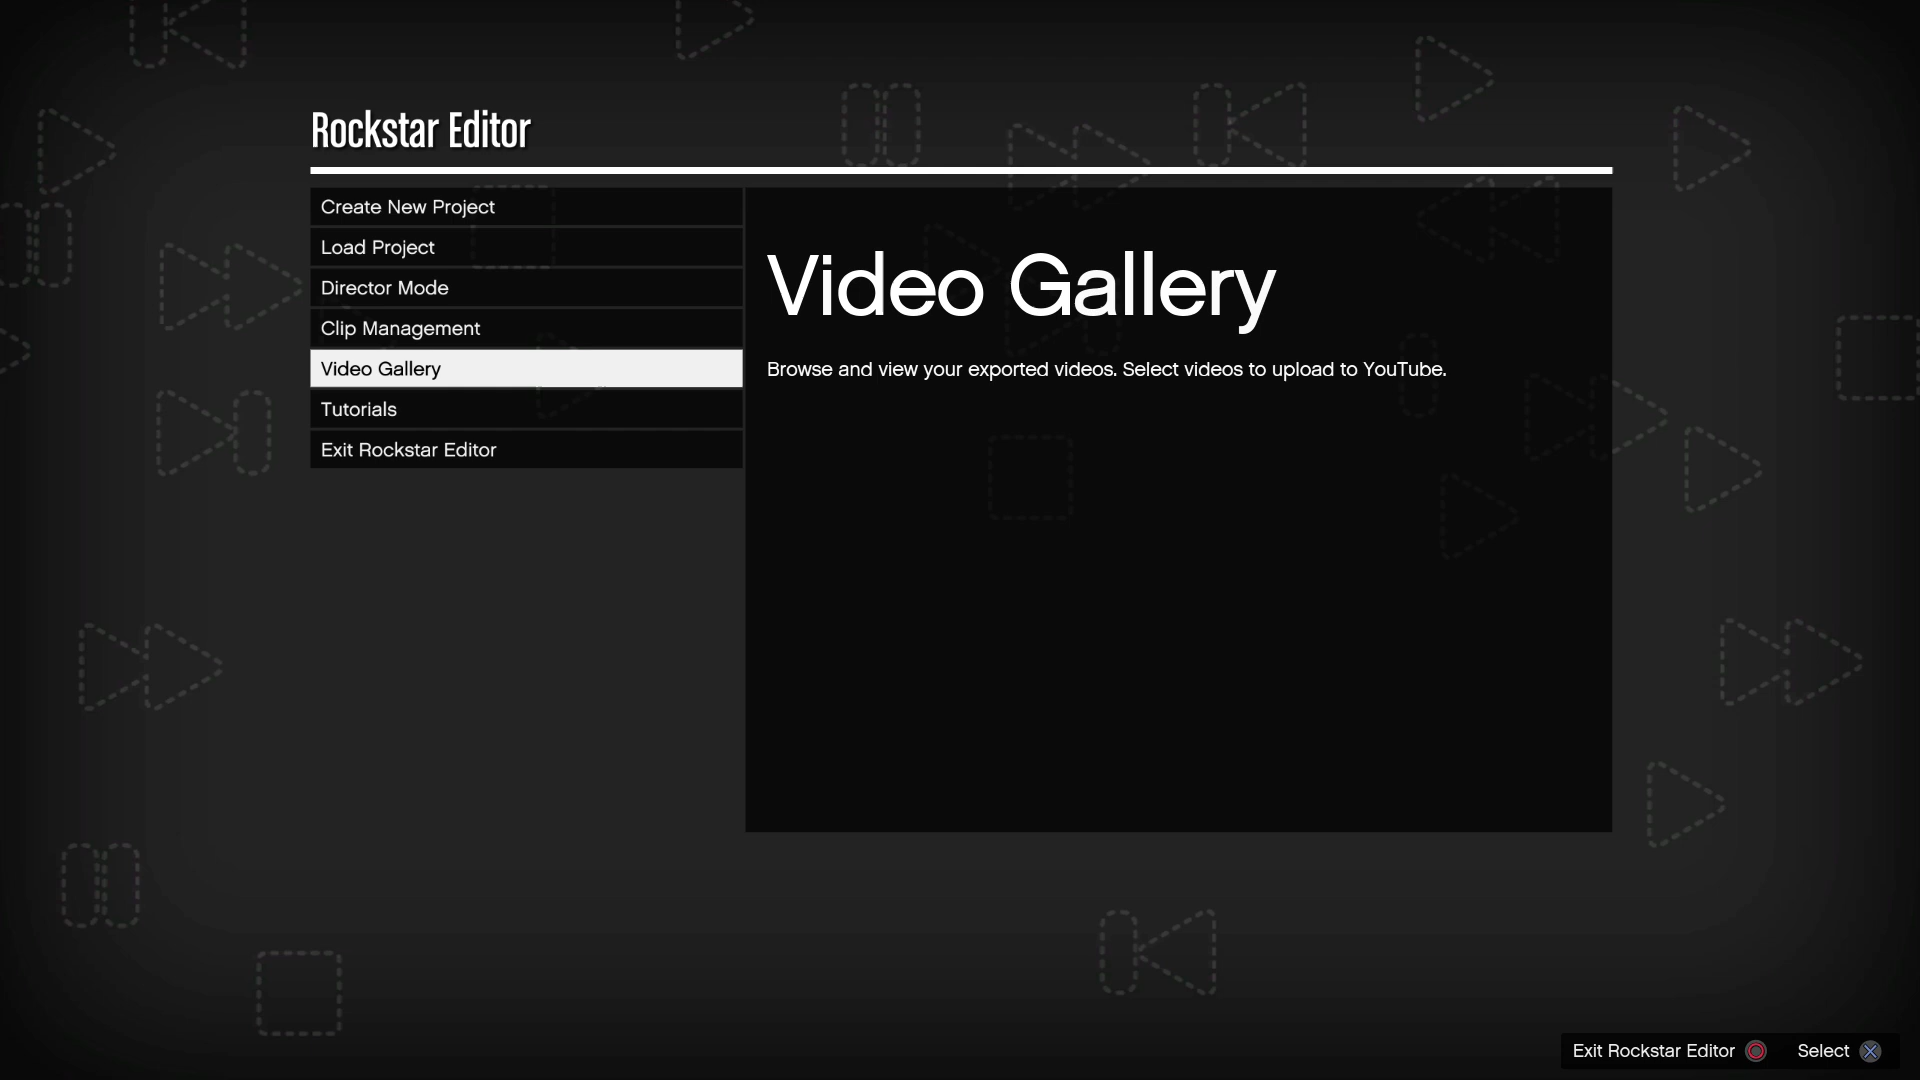 Rockstar Editor
Create New Project
Load Project
Director Mode
Clip Management
Video Gallery
Tutorials
Exit Rockstar Editor
Video Gallery
Browse and view your exported videos. Select videos to upload to YouTube.
Exit Rockstar Editor Select